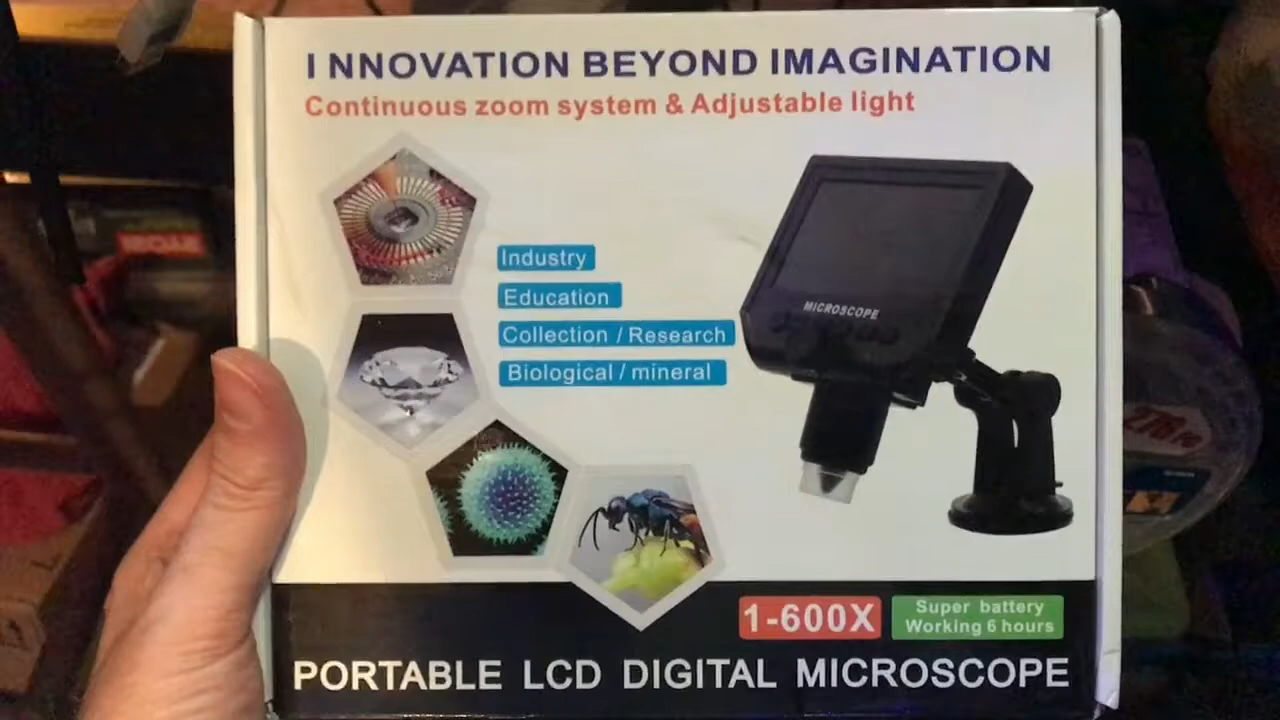 I NNOVATION BEYOND IMAGINATION
Continuous zoom system & Adjustable light
Industry
Education
Collection / Research
Biological / mineral
MICROSCOPE
1-600X
Super battery
Working 6 hours
PORTABLE LCD DIGITAL MICROSCOPE